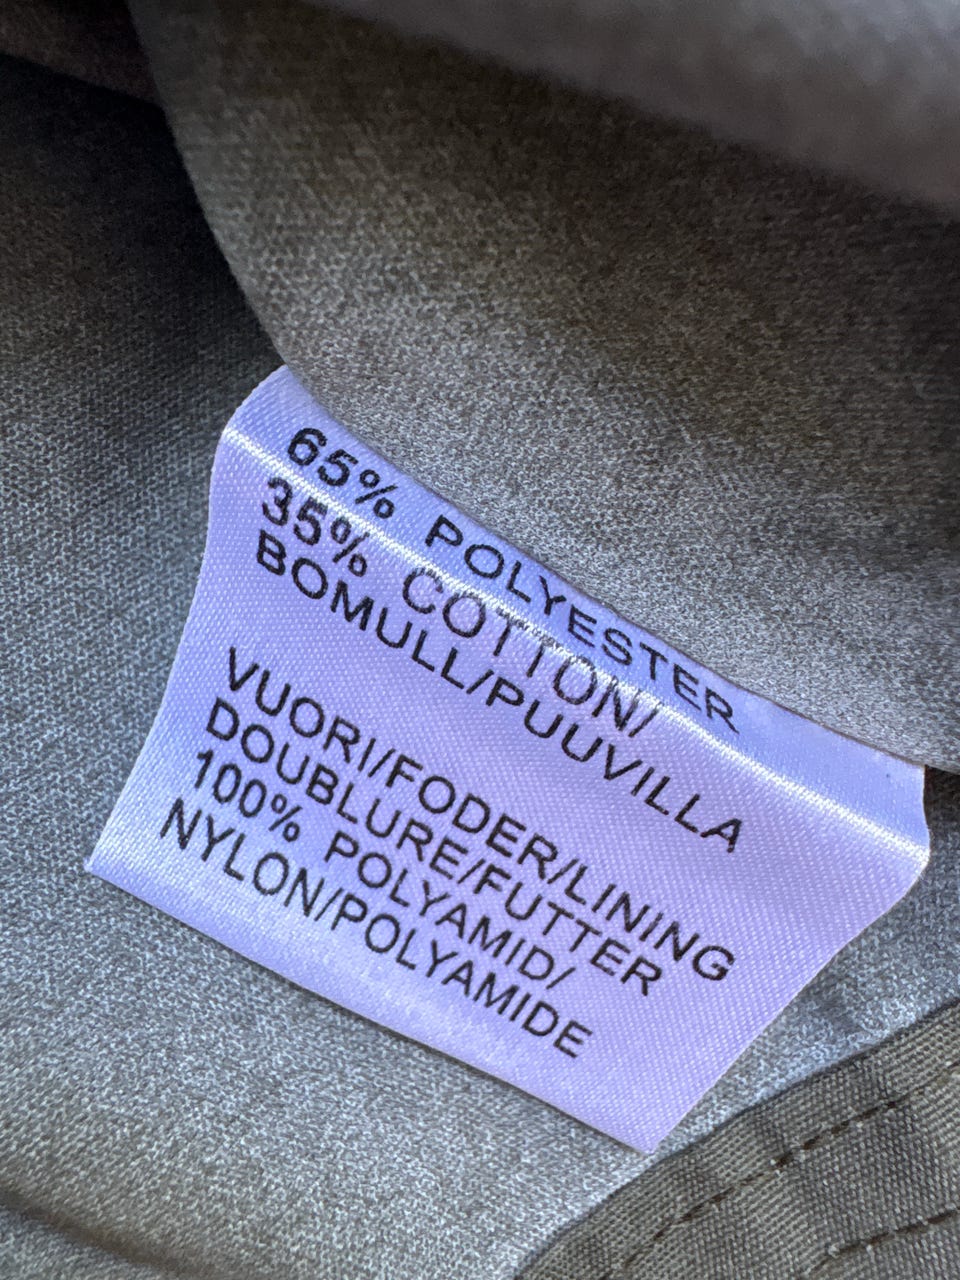 65% POLYESTER
35% COTTON/
BOMULL/PUUVILLA
VUORI/FODER/LINING
DOUBLURE/FUTTER
100% POLYAMID/
NYLON/POLYAMIDE